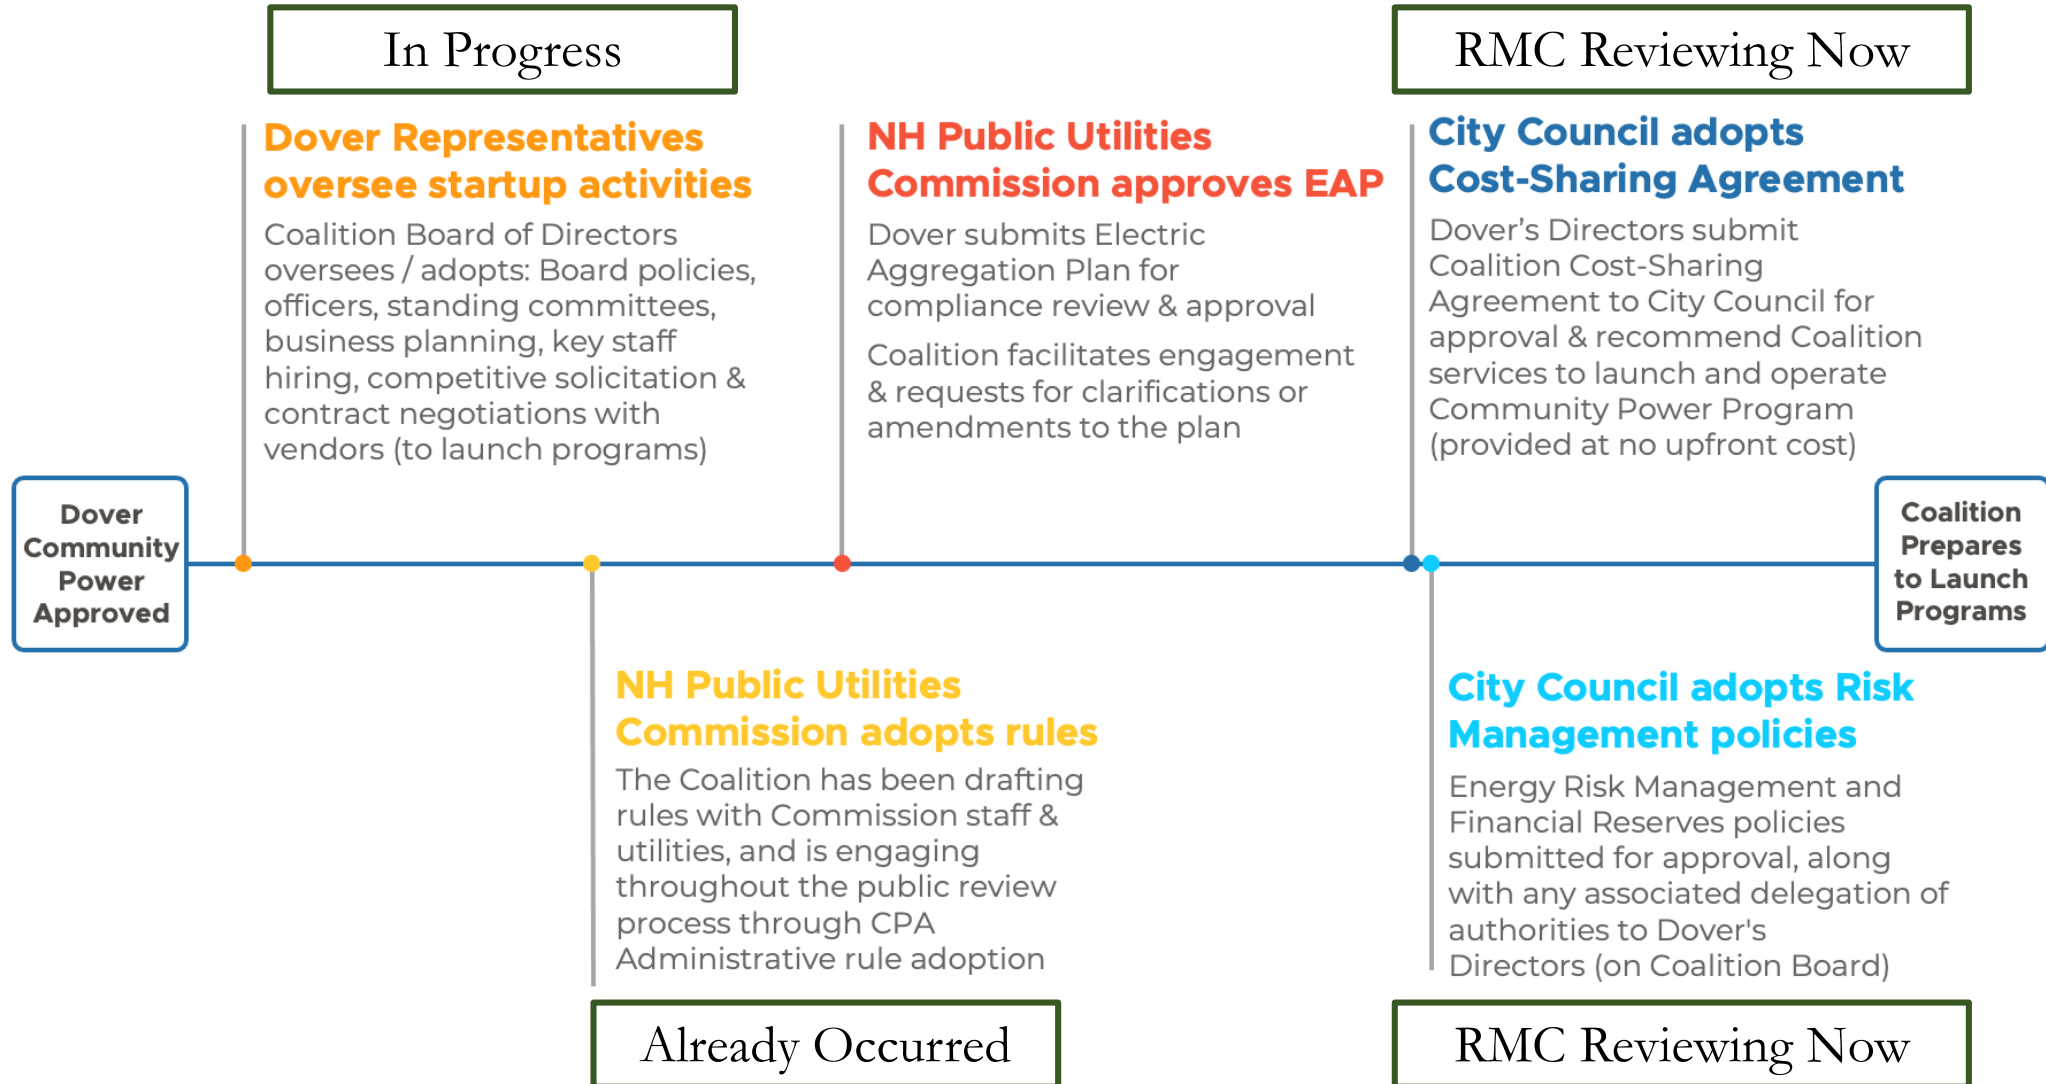 In Progress
RMC Reviewing Now
Dover Representatives
oversee startup activities
Coalition Board of Directors
oversees / adopts: Board policies,
officers, standing committees,
business planning, key staff
hiring, competitive solicitation &
contract negotiations with
vendors (to launch programs)
NH Public Utilities
Commission approves EAP
Dover submits Electric
Aggregation Plan for
compliance review & approval
Coalition facilitates engagement
& requests for clarifications or
amendments to the plan
City Council adopts
Cost-Sharing Agreement
Dover’s Directors submit
Coalition Cost-Sharing
Agreement to City Council for
approval & recommend Coalition
services to launch and operate
Community Power Program
(provided at no upfront cost)
Dover
Community
Power
Approved
Coalition
Prepares
to Launch
Programs
NH Public Utilities
Commission adopts rules
The Coalition has been drafting
rules with Commission staff &
utilities, and is engaging
throughout the public review
process through CPA
Administrative rule adoption
City Council adopts Risk
Management policies
Energy Risk Management and
Financial Reserves policies
submitted for approval, along
with any associated delegation of
authorities to Dover's
Directors (on Coalition Board)
Already Occurred
RMC Reviewing Now